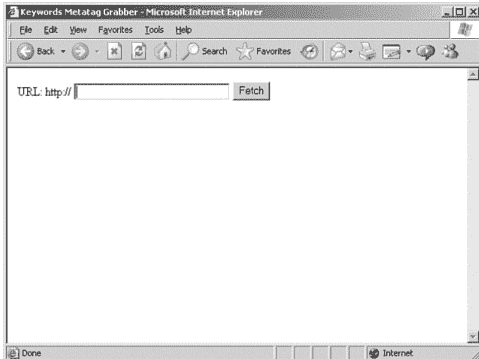 Keywords Metatag Grabber - Microsoft Internet Explorer
File Edit View Favorites Tools Help
Back Search Favorites
URL: http:// Fetch
Done Internet